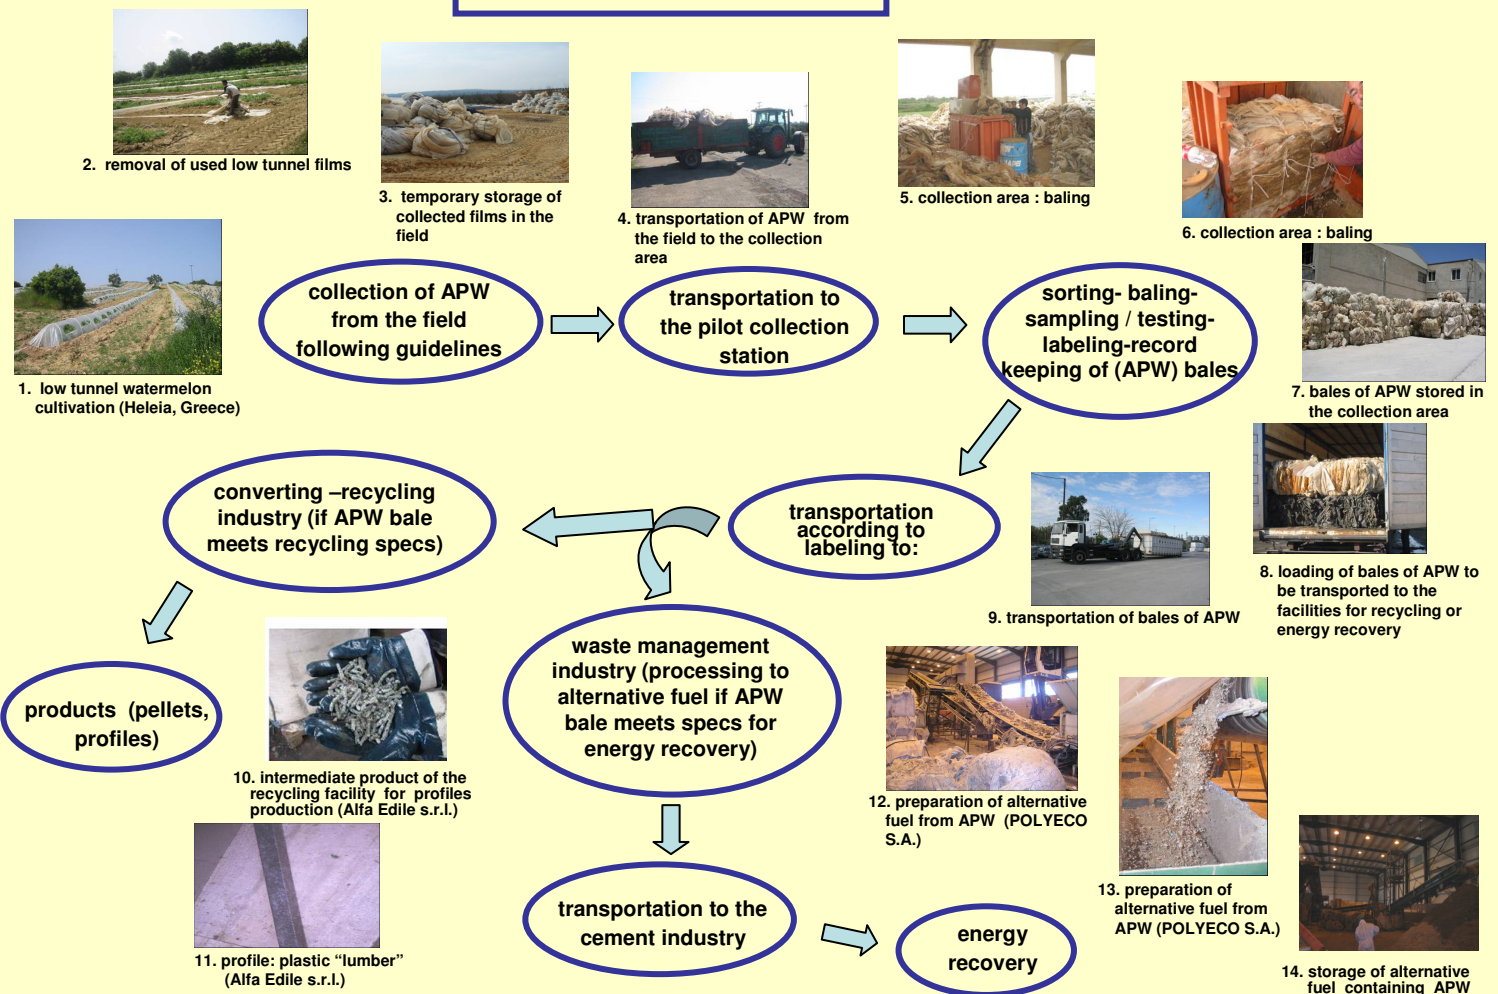 2. removal of used low tunnel films
3. temporary storage of
collected films in the
field
4. transportation of APW from
the field to the collection
area
5. collection area : baling
6. collection area : baling
1. low tunnel watermelon
cultivation (Heleia, Greece)
collection of APW
from the field
following guidelines
transportation to
the pilot collection
station
sorting- baling-
sampling / testing-
labeling-record
keeping of (APW) bales
7. bales of APW stored in
the collection area
converting –recycling
industry (if APW bale
meets recycling specs)
transportation
according to
labeling to:
9. transportation of bales of APW
8. loading of bales of APW to
be transported to the
facilities for recycling or
energy recovery
products (pellets,
profiles)
10. intermediate product of the
recycling facility for profiles
production (Alfa Edile s.r.l.)
waste management
industry (processing to
alternative fuel if APW
bale meets specs for
energy recovery)
12. preparation of alternative
fuel from APW (POLYECO
S.A.)
11. profile: plastic “lumber”
(Alfa Edile s.r.l.)
transportation to the
cement industry
energy
recovery
13. preparation of
alternative fuel from
APW (POLYECO S.A.)
14. storage of alternative
fuel containing APW